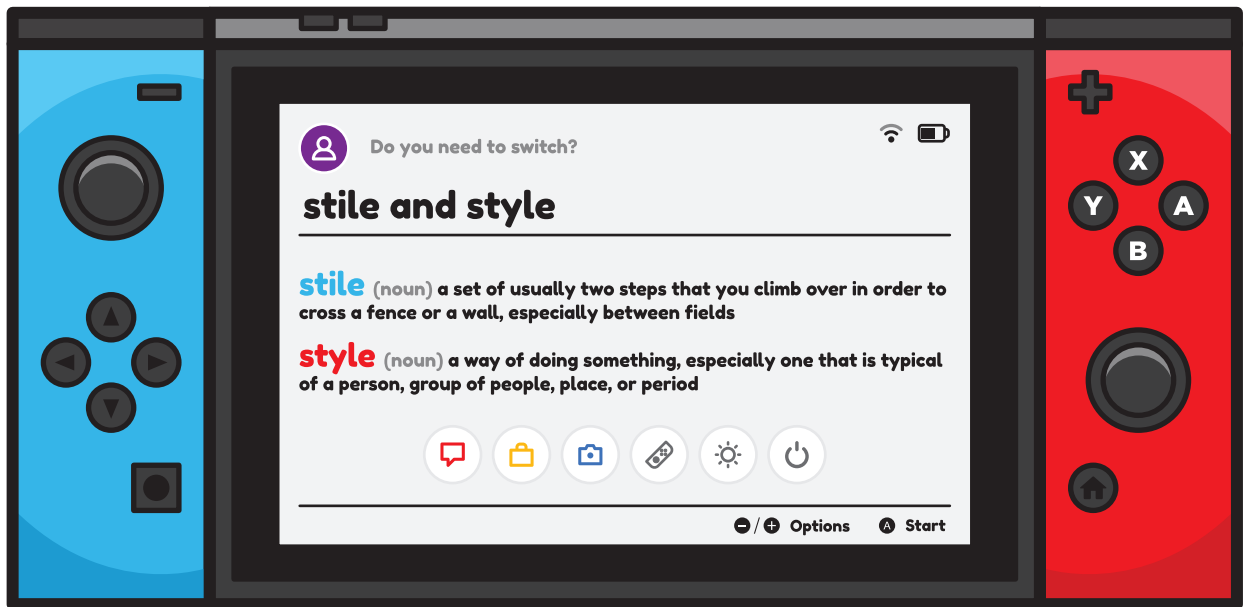 Do you need to switch?
stile and style
stile (noun) a set of usually two steps that you climb over in order to
cross a fence or a wall, especially between fields
style (noun) a way of doing something, especially one that is typical
of a person, group of people, place, or period
/ Options A Start
X
Y A
B